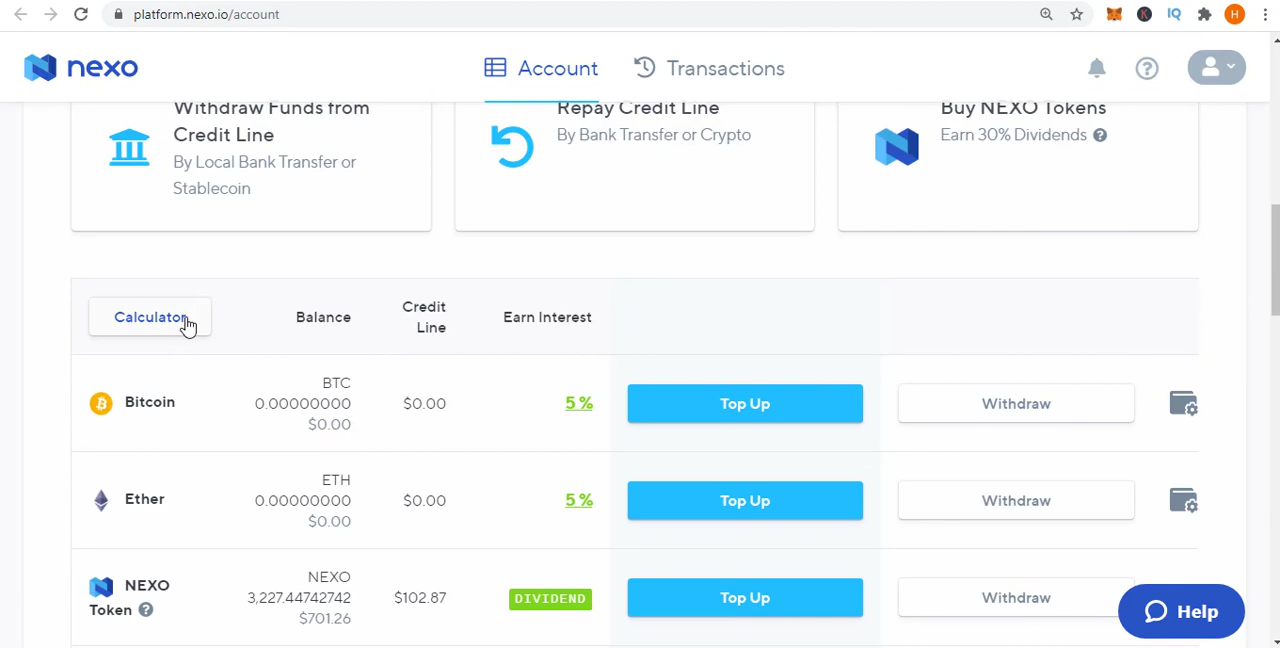 platform.nexo.io/account
K
IQ
H
nexo
Account
Transactions
Withdraw Funds from
Credit Line
By Local Bank Transfer or
Stablecoin
Repay Credit Line
By Bank Transfer or Crypto
Buy NEXO Tokens
Earn 30% Dividends ?
Calculator
Balance
Credit
Line
Earn Interest
Bitcoin
BTC
0.00000000
$0.00
$0.00
5 %
Top Up
Withdraw
Ether
ETH
0.00000000
$0.00
$0.00
5 %
Top Up
Withdraw
NEXO
Token ?
NEXO
3,227.44742742
$701.26
$102.87
DIVIDEND
Top Up
Withdraw
Help